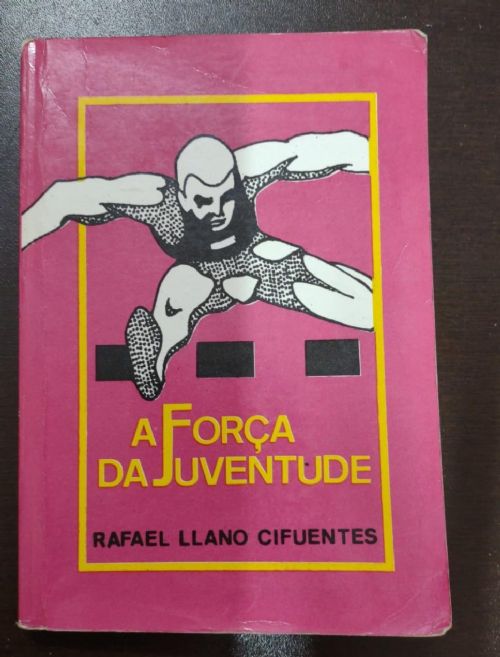 A FORÇA
DA JUVENTUDE
RAFAEL LLANO CIFUENTES